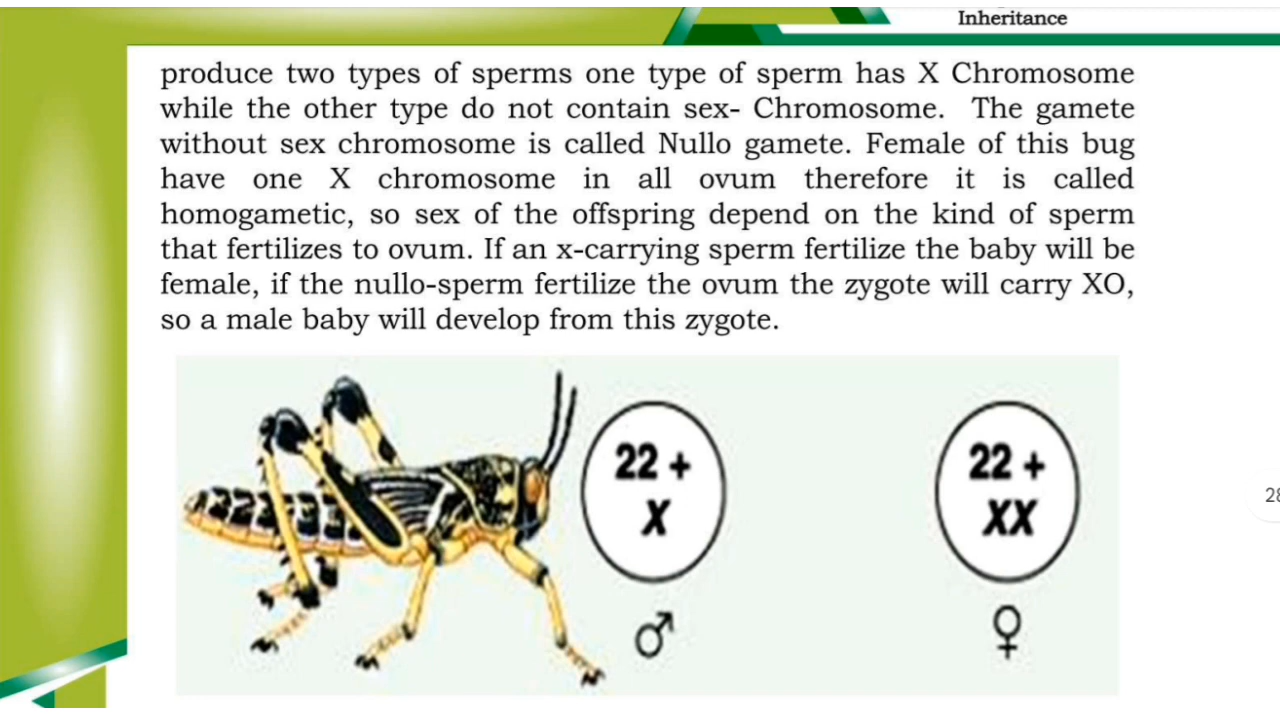 Inheritance
produce two types of sperms one type of sperm has X Chromosome
while the other type do not contain sex- Chromosome. The gamete
without sex chromosome is called Nullo gamete. Female of this bug
have one X chromosome in all ovum therefore it is called
homogametic, so sex of the offspring depend on the kind of sperm
that fertilizes to ovum. If an x-carrying sperm fertilize the baby will be
female, if the nullo-sperm fertilize the ovum the zygote will carry XO,
so a male baby will develop from this zygote.
22 +
X
♂
22 +
XX
♀
28